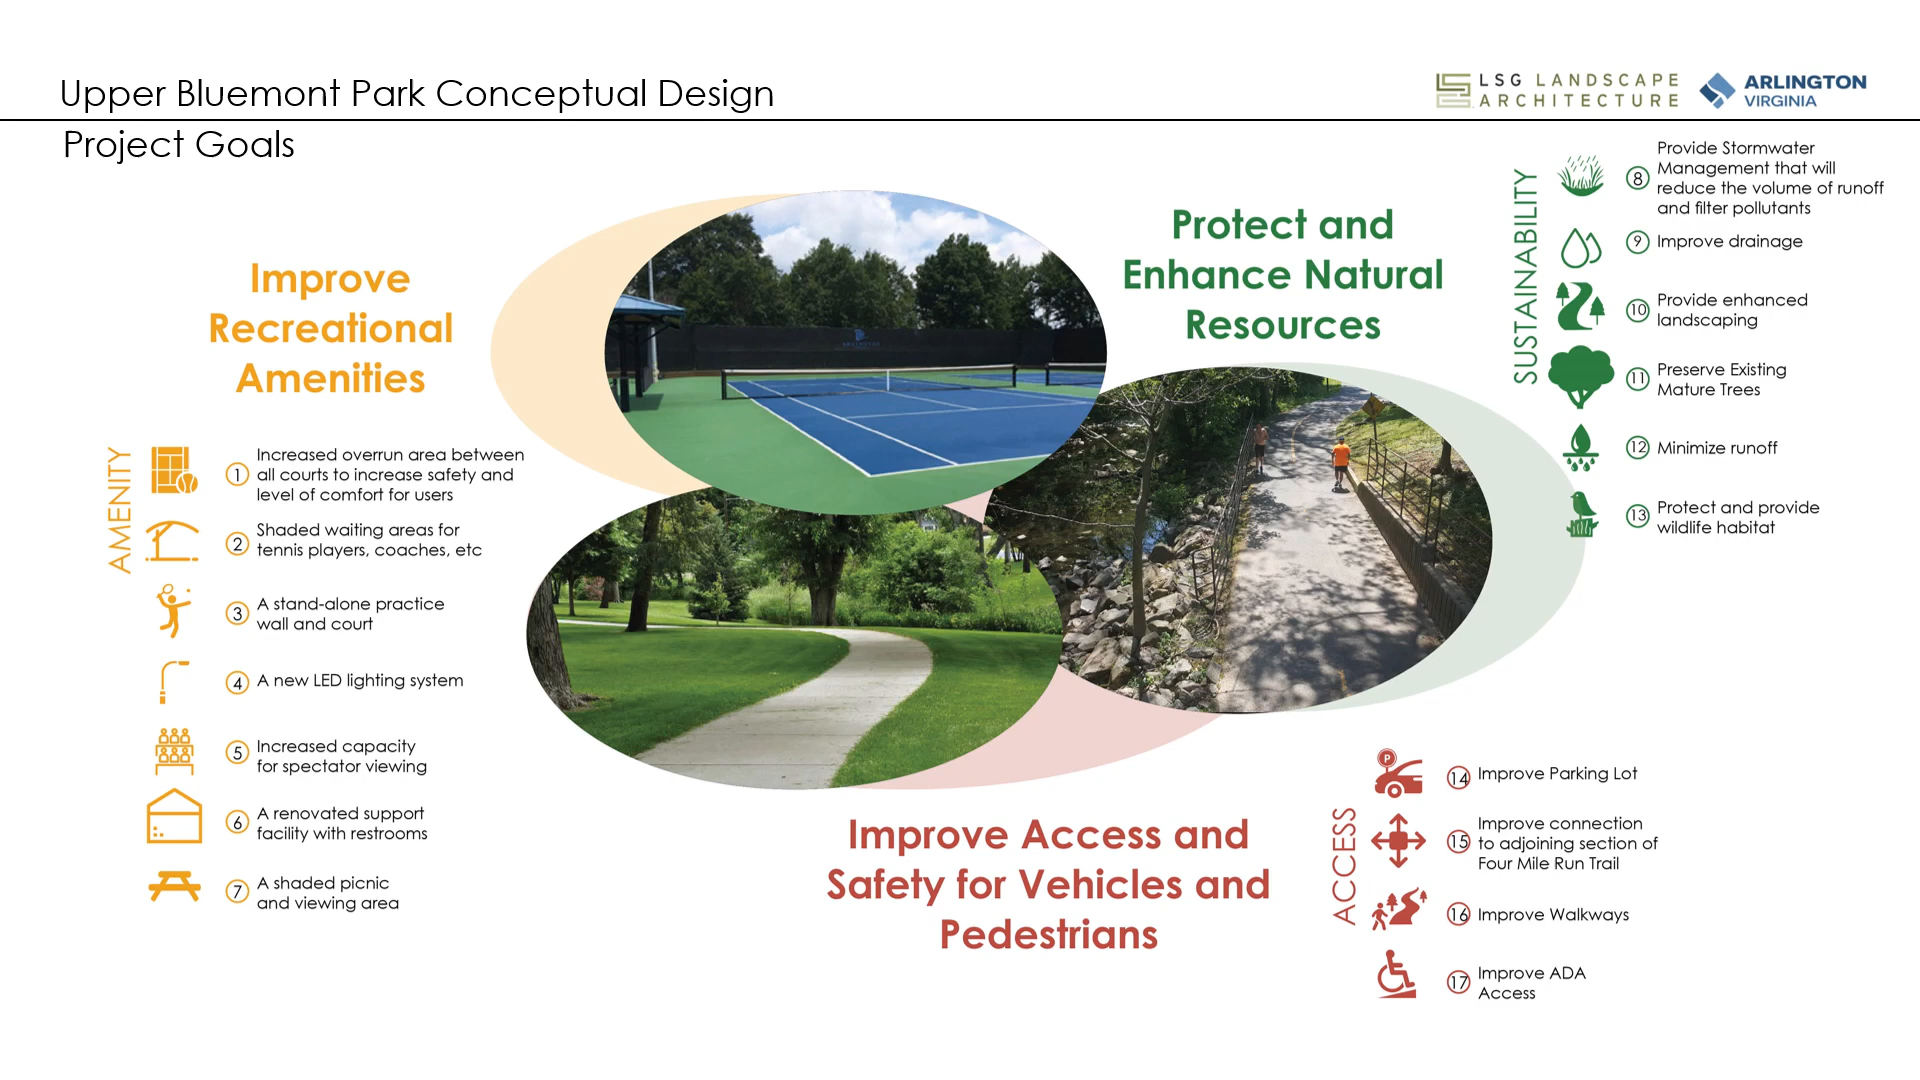 Upper Bluemont Park Conceptual Design
LSG LANDSCAPE
ARCHITECTURE
ARLINGTON
VIRGINIA
Project Goals
Improve
Recreational
Amenities
AMENITY
1 Increased overrun area between
all courts to increase safety and
level of comfort for users
2 Shaded waiting areas for
tennis players, coaches, etc
3 A stand-alone practice
wall and court
4 A new LED lighting system
5 Increased capacity
for spectator viewing
6 A renovated support
facility with restrooms
7 A shaded picnic
and viewing area
ARLINGTON
Protect and
Enhance Natural
Resources
SUSTAINABILITY
8 Provide Stormwater
Management that will
reduce the volume of runoff
and filter pollutants
9 Improve drainage
10 Provide enhanced
landscaping
11 Preserve Existing
Mature Trees
12 Minimize runoff
13 Protect and provide
wildlife habitat
Improve Access and
Safety for Vehicles and
Pedestrians
ACCESS
P
14 Improve Parking Lot
15 Improve connection
to adjoining section of
Four Mile Run Trail
16 Improve Walkways
17 Improve ADA
Access